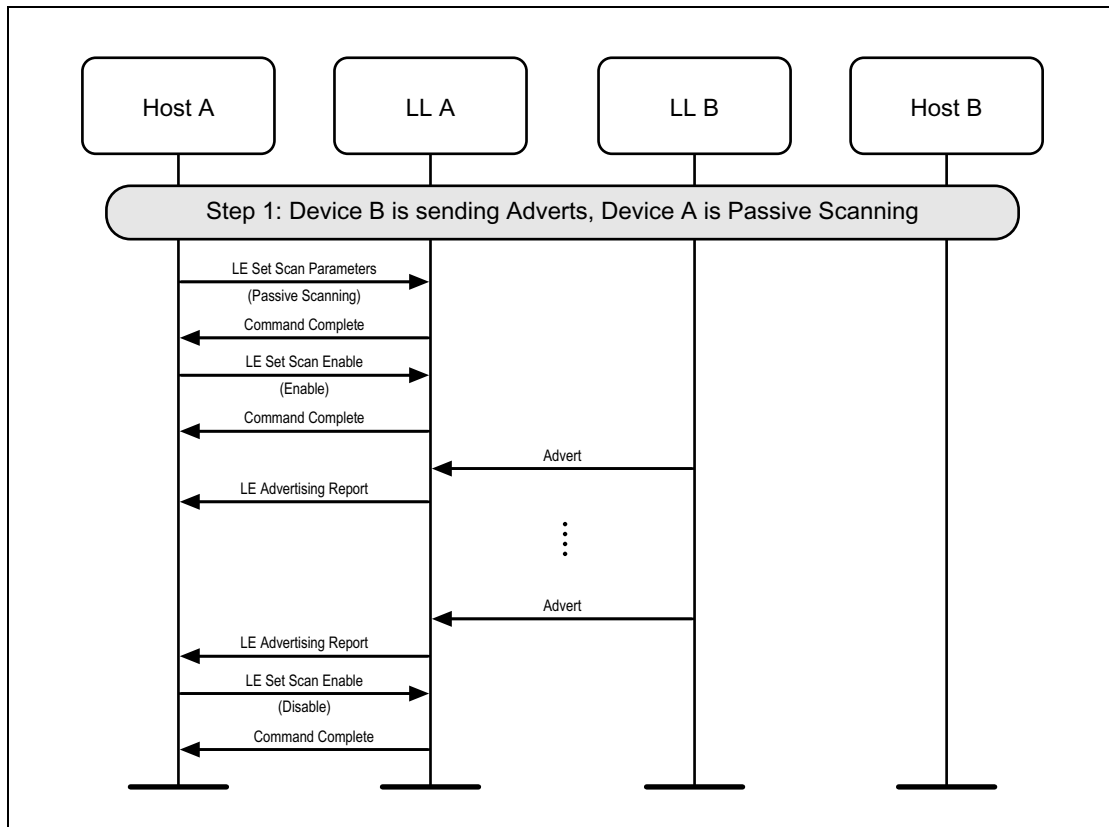 Host A
LL A
LL B
Host B
Step 1: Device B is sending Adverts, Device A is Passive Scanning
LE Set Scan Parameters
(Passive Scanning)
Command Complete
LE Set Scan Enable
(Enable)
Command Complete
Advert
LE Advertising Report
Advert
LE Advertising Report
LE Set Scan Enable
(Disable)
Command Complete